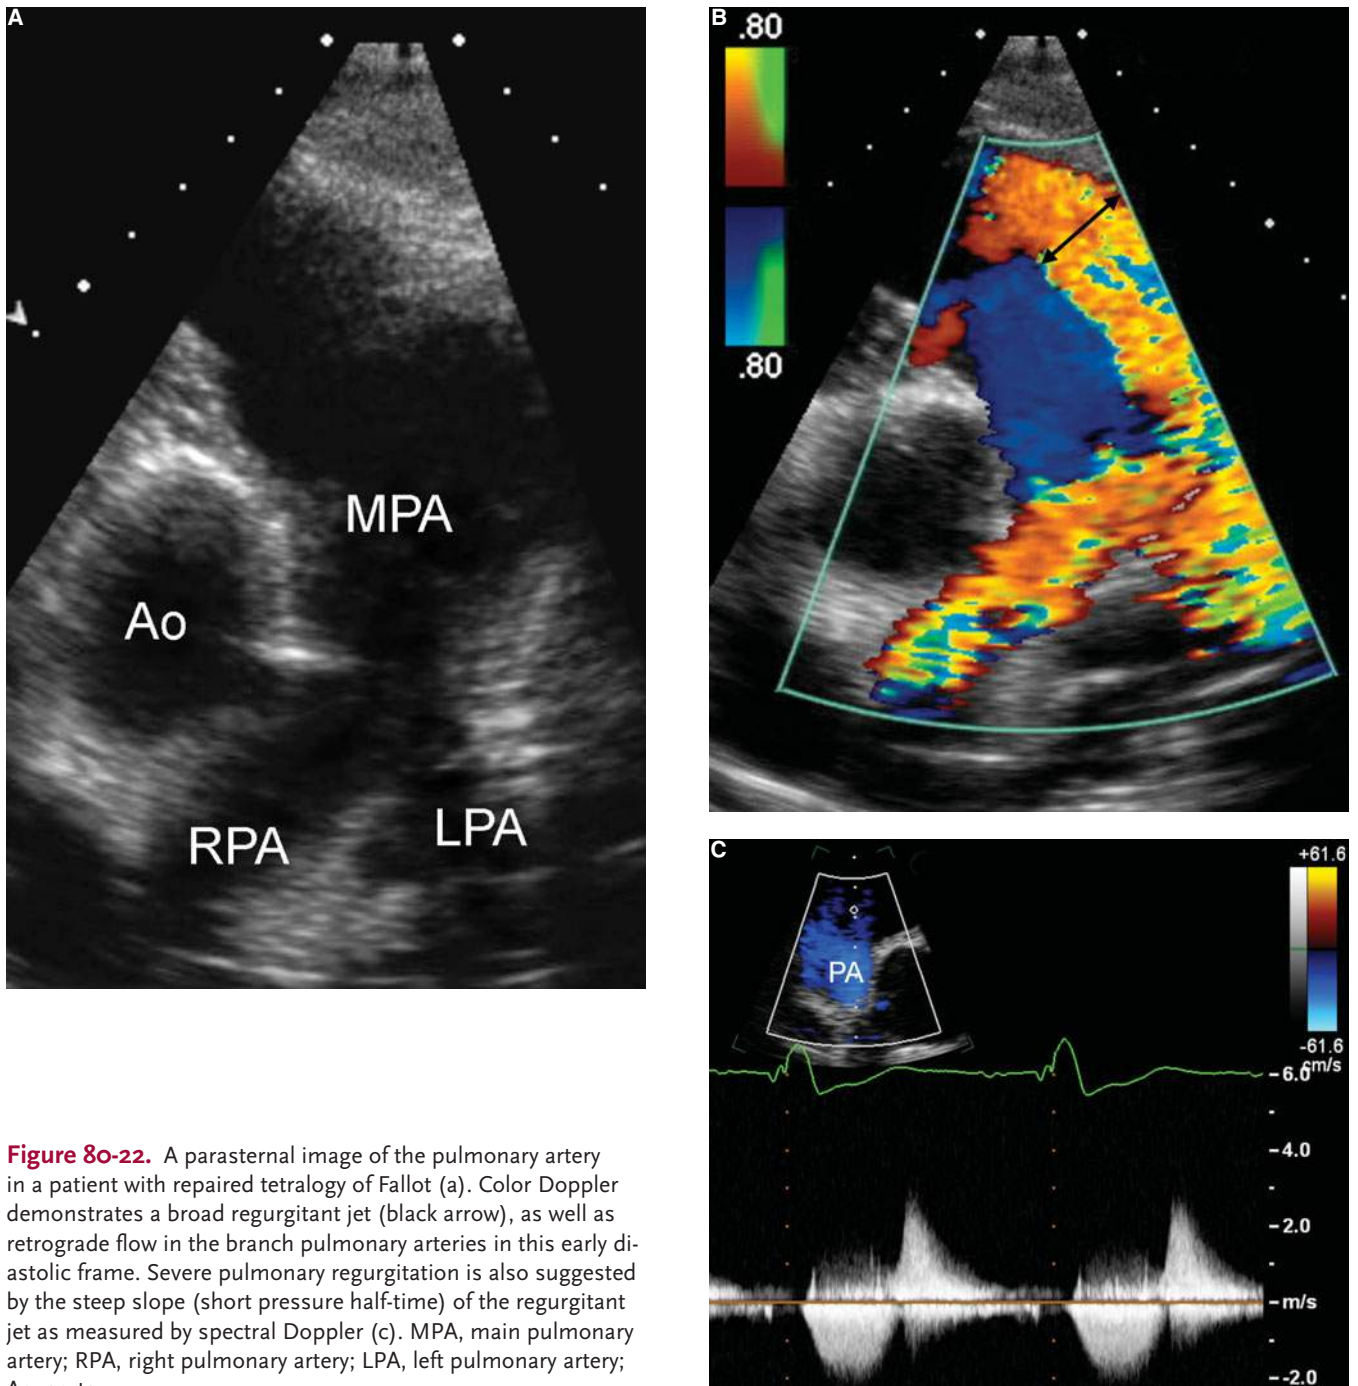 A
MPA
Ao
RPA
LPA
B
.80
.80
C
+61.6
PA
-61.6
cm/s
6.0
4.0
2.0
m/s
-2.0
Figure 80-22. A parasternal image of the pulmonary artery
in a patient with repaired tetralogy of Fallot (a). Color Doppler
demonstrates a broad regurgitant jet (black arrow), as well as
retrograde flow in the branch pulmonary arteries in this early di-
astolic frame. Severe pulmonary regurgitation is also suggested
by the steep slope (short pressure half-time) of the regurgitant
jet as measured by spectral Doppler (c). MPA, main pulmonary
artery; RPA, right pulmonary artery; LPA, left pulmonary artery;